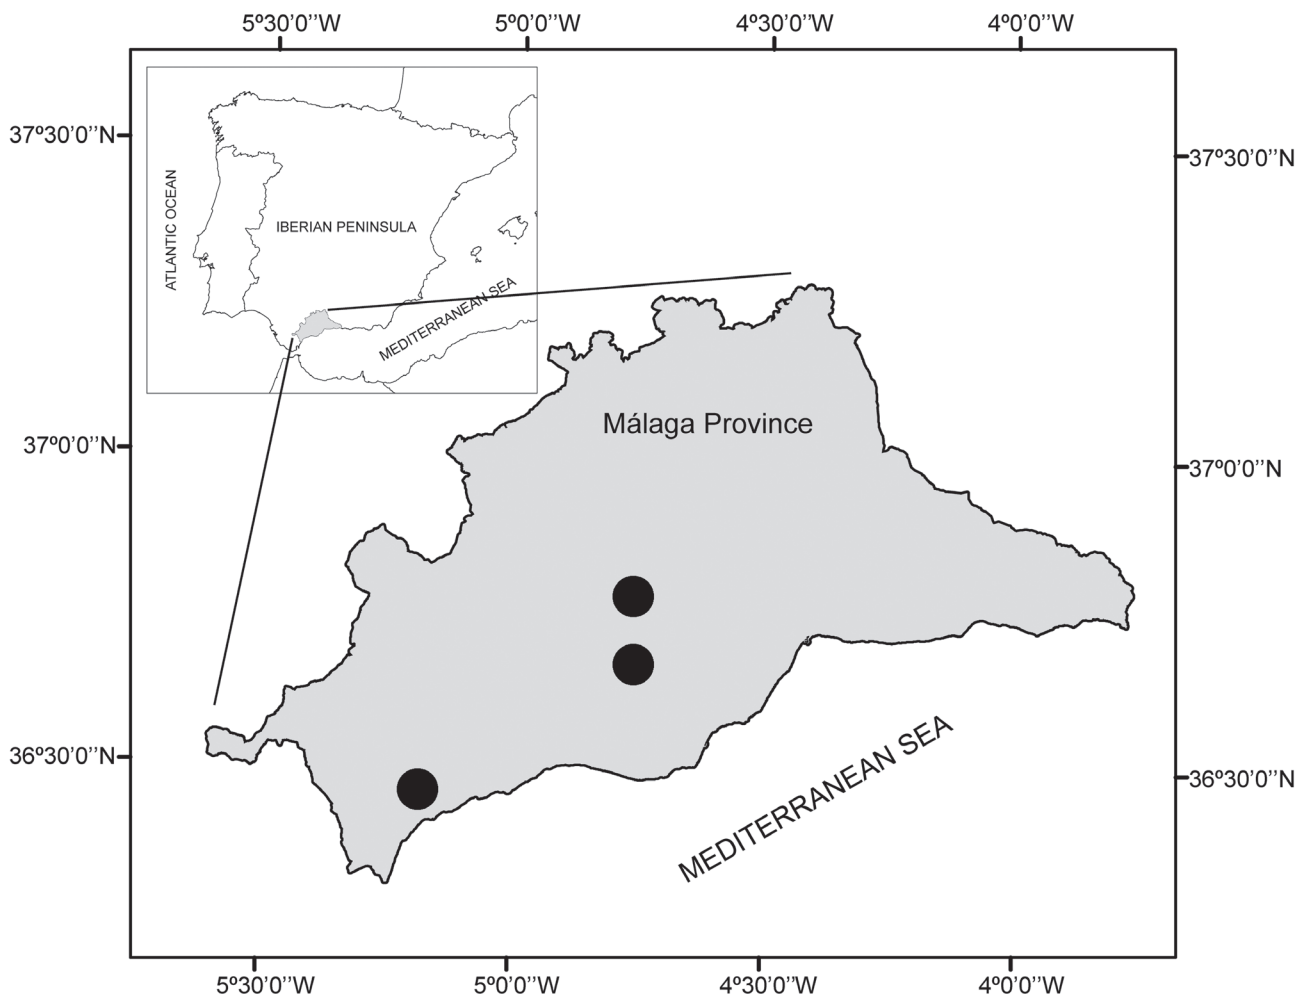 5º30'0''W 5º0'0''W 4º30'0''W 4º0'0''W
37º30'0''N
37º30'0''N
ATLANTIC OCEAN
IBERIAN PENINSULA
MEDITERRANEAN SEA
Málaga Province
37º0'0''N
37º0'0''N
MEDITERRANEAN SEA
36º30'0''N
36º30'0''N
5º30'0''W 5º0'0''W 4º30'0''W 4º0'0''W